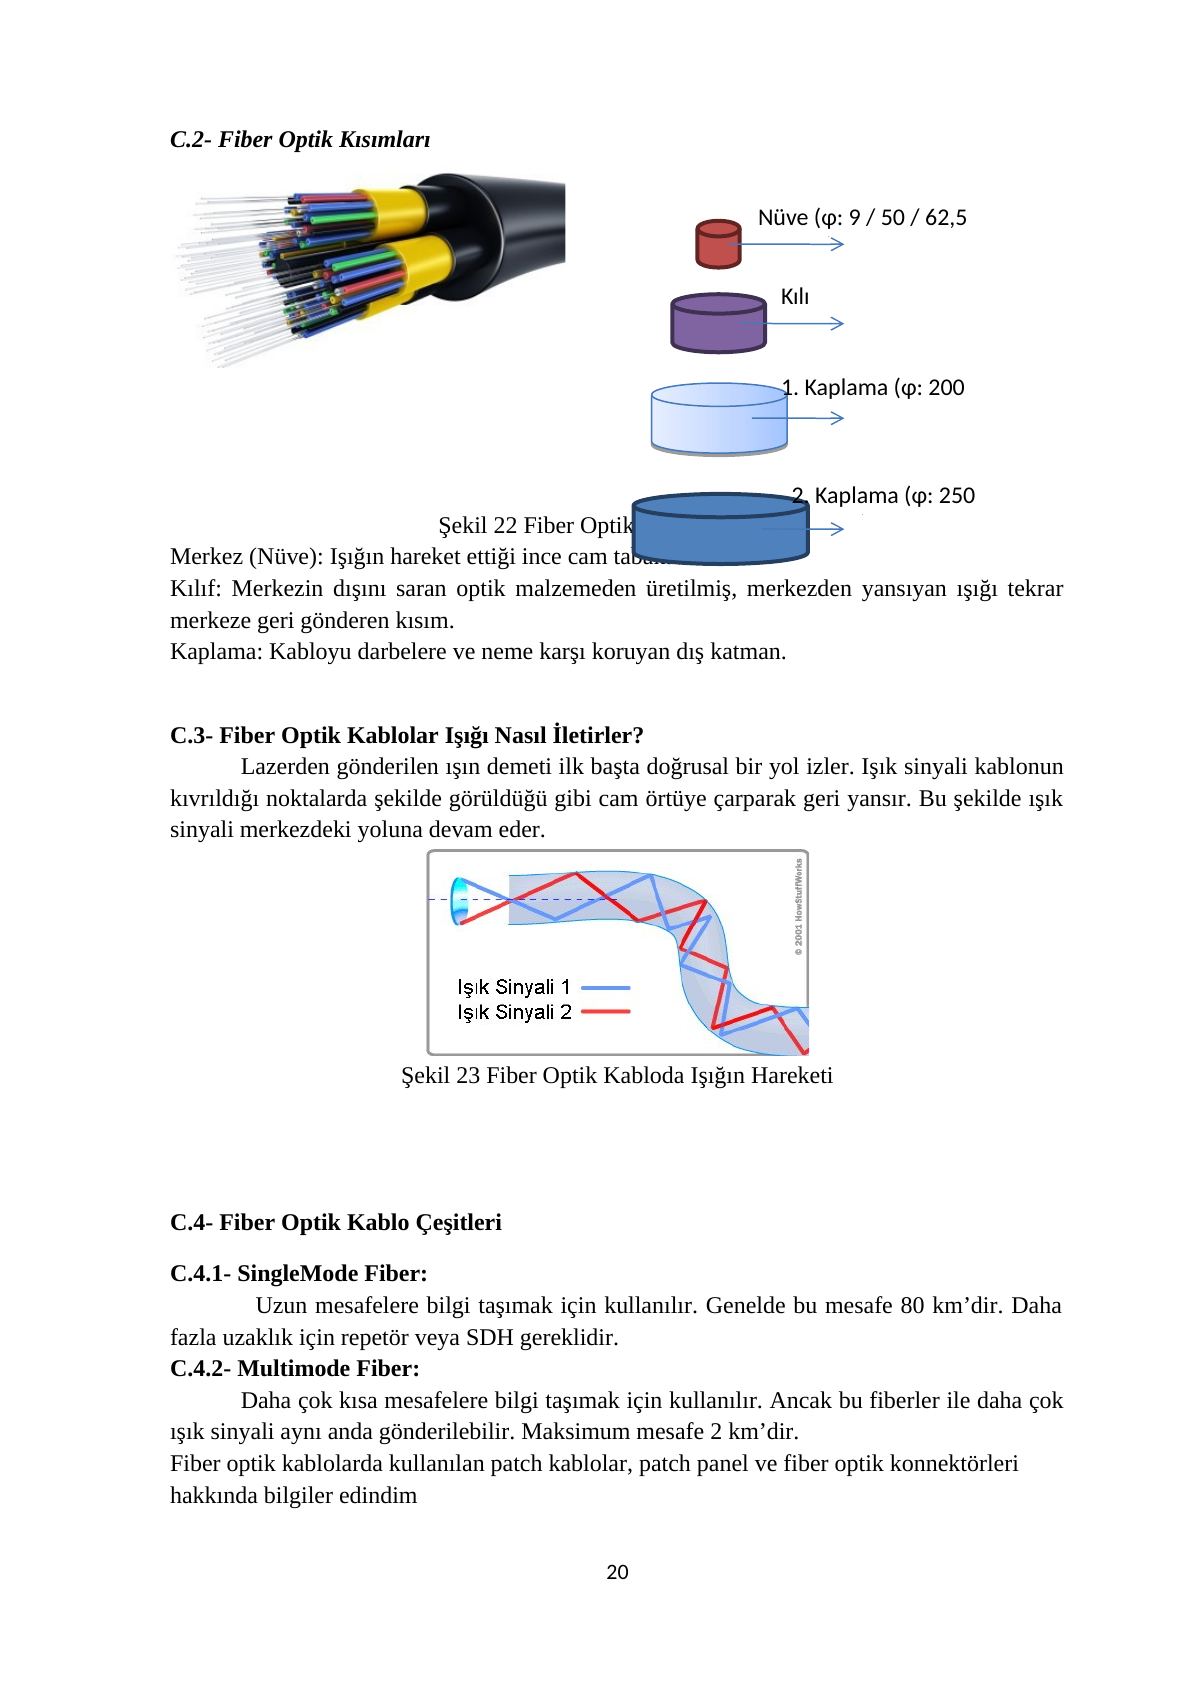 C.2- Fiber Optik Kısımları
Nüve (φ: 9 / 50 / 62,5
Kılı
1. Kaplama (φ: 200
2. Kaplama (φ: 250
Şekil 22 Fiber Optik
Merkez (Nüve): Işığın hareket ettiği ince cam
Kılıf: Merkezin dışını saran optik malzemeden üretilmiş, merkezden yansıyan ışığı tekrar
merkeze geri gönderen kısım.
Kaplama: Kabloyu darbelere ve neme karşı koruyan dış katman.
C.3- Fiber Optik Kablolar Işığı Nasıl İletirler?
Lazerden gönderilen ışın demeti ilk başta doğrusal bir yol izler. Işık sinyali kablonun
kıvrıldığı noktalarda şekilde görüldüğü gibi cam örtüye çarparak geri yansır. Bu şekilde ışık
sinyali merkezdeki yoluna devam eder.
© 2001 HowStuffWorks
Işık Sinyali 1
Işık Sinyali 2
Şekil 23 Fiber Optik Kabloda Işığın Hareketi
C.4- Fiber Optik Kablo Çeşitleri
C.4.1- SingleMode Fiber:
Uzun mesafelere bilgi taşımak için kullanılır. Genelde bu mesafe 80 km’dir. Daha
fazla uzaklık için repetör veya SDH gereklidir.
C.4.2- Multimode Fiber:
Daha çok kısa mesafelere bilgi taşımak için kullanılır. Ancak bu fiberler ile daha çok
ışık sinyali aynı anda gönderilebilir. Maksimum mesafe 2 km’dir.
Fiber optik kablolarda kullanılan patch kablolar, patch panel ve fiber optik konnektörleri
hakkında bilgiler edindim
20